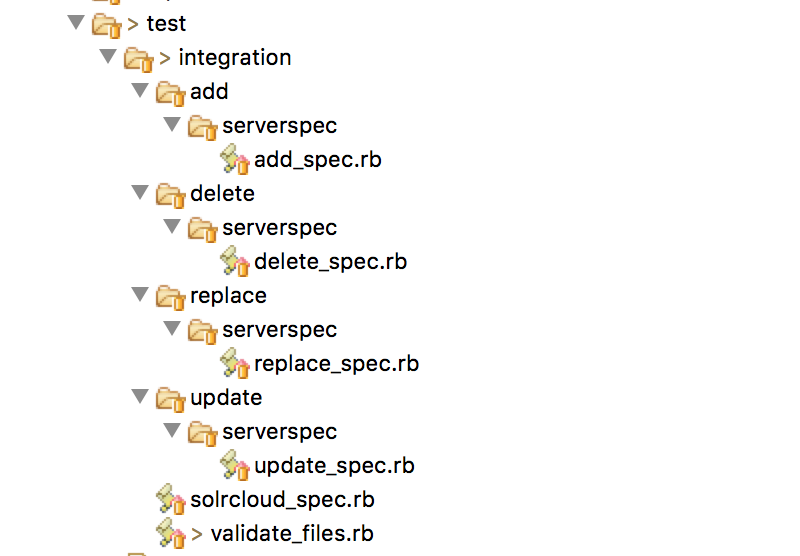 > test
> integration
add
serverspec
add_spec.rb
delete
serverspec
delete_spec.rb
replace
serverspec
replace_spec.rb
update
serverspec
update_spec.rb
solrcloud_spec.rb
> validate_files.rb